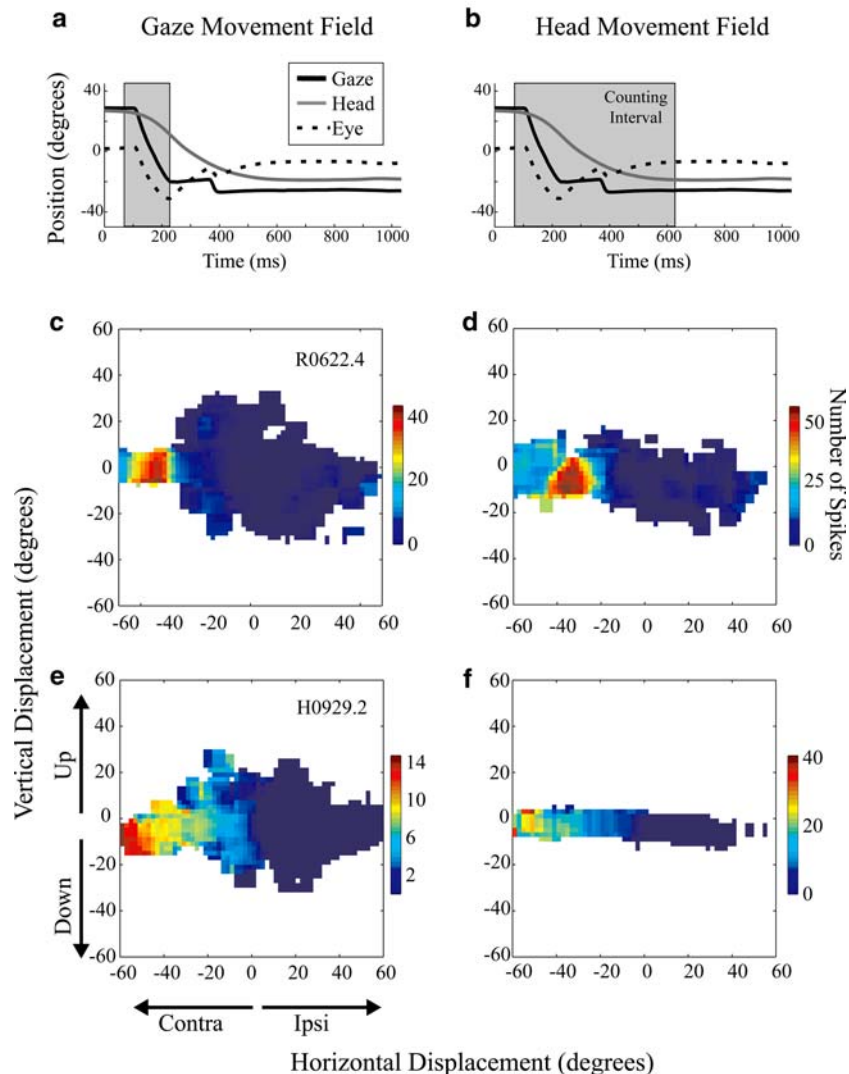 a
Gaze Movement Field
b
Head Movement Field
Position (degrees)
40
0
-40
Gaze
Head
Eye
0 200 400 600 800 1000
Time (ms)
40
0
-40
Counting
Interval
0 200 400 600 800 1000
Time (ms)
c
R0622.4
60
40
20
0
-20
-40
-60
-60 -40 -20 0 20 40 60
40
20
0
d
60
40
20
0
-20
-40
-60
-60 -40 -20 0 20 40 60
50
25
0
Number of Spikes
Vertical Displacement (degrees)
Up
Down
e
H0929.2
60
40
20
0
-20
-40
-60
-60 -40 -20 0 20 40 60
14
10
6
2
f
60
40
20
0
-20
-40
-60
-60 -40 -20 0 20 40 60
40
20
0
Contra
Ipsi
Horizontal Displacement (degrees)